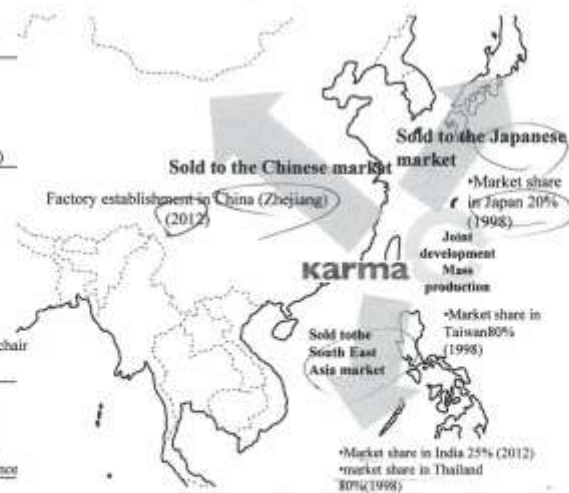 Sold to the Japanese
market
Sold to the Chinese market
•Market share
in Japan 20%
(1998)
Factory establishment in China (Zhejiang)
(2012)
Joint
development
Mass
production
karma
•Market share in
Taiwan80%
(1998)
Sold tothe
South East
Asia market
chair
•Market share in India 25% (2012)
•market share in Thailand
80%(1998)